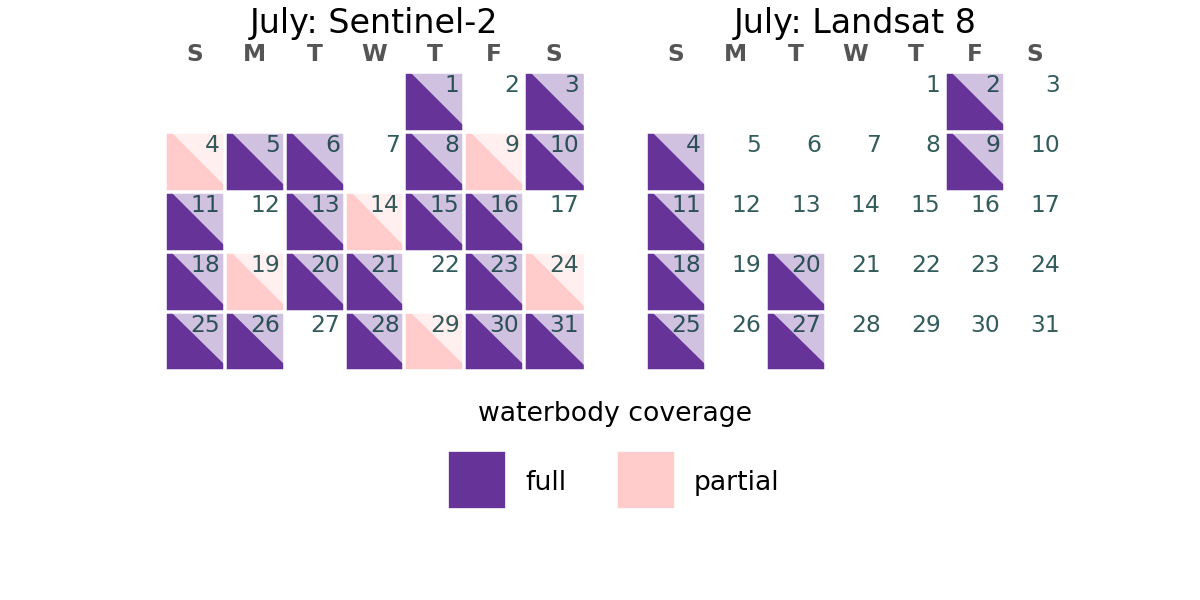 July: Sentinel-2
S M T W T F S
1 2 3
4 5 6 7 8 9 10
11 12 13 14 15 16 17
18 19 20 21 22 23 24
25 26 27 28 29 30 31
July: Landsat 8
S M T W T F S
1 2 3
4 5 6 7 8 9 10
11 12 13 14 15 16 17
18 19 20 21 22 23 24
25 26 27 28 29 30 31
waterbody coverage
full partial